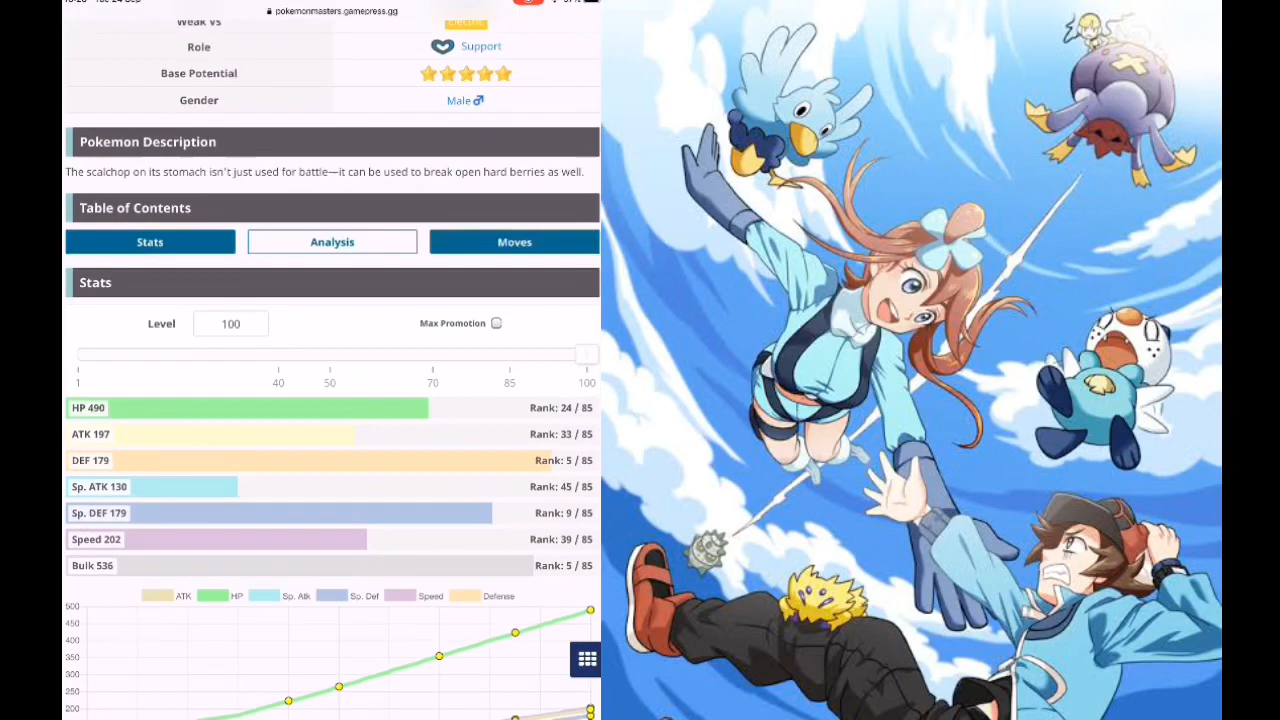 pokemonmasters.gamepress.gg
Weak Vs Electric
Role Support
Base Potential
Gender Male
Pokemon Description
The scalchop on its stomach isn't just used for battle—it can be used to break open hard berries as well.
Table of Contents
Stats Analysis Moves
Stats
Level 100 Max Promotion
1 40 50 70 85 100
HP 490 Rank: 24 / 85
ATK 197 Rank: 33 / 85
DEF 179 Rank: 5 / 85
Sp. ATK 130 Rank: 45 / 85
Sp. DEF 179 Rank: 9 / 85
Speed 202 Rank: 39 / 85
Bulk 536 Rank: 5 / 85
ATK HP Sp. Atk Sp. Def Speed Defense
500
450
400
350
300
250
200